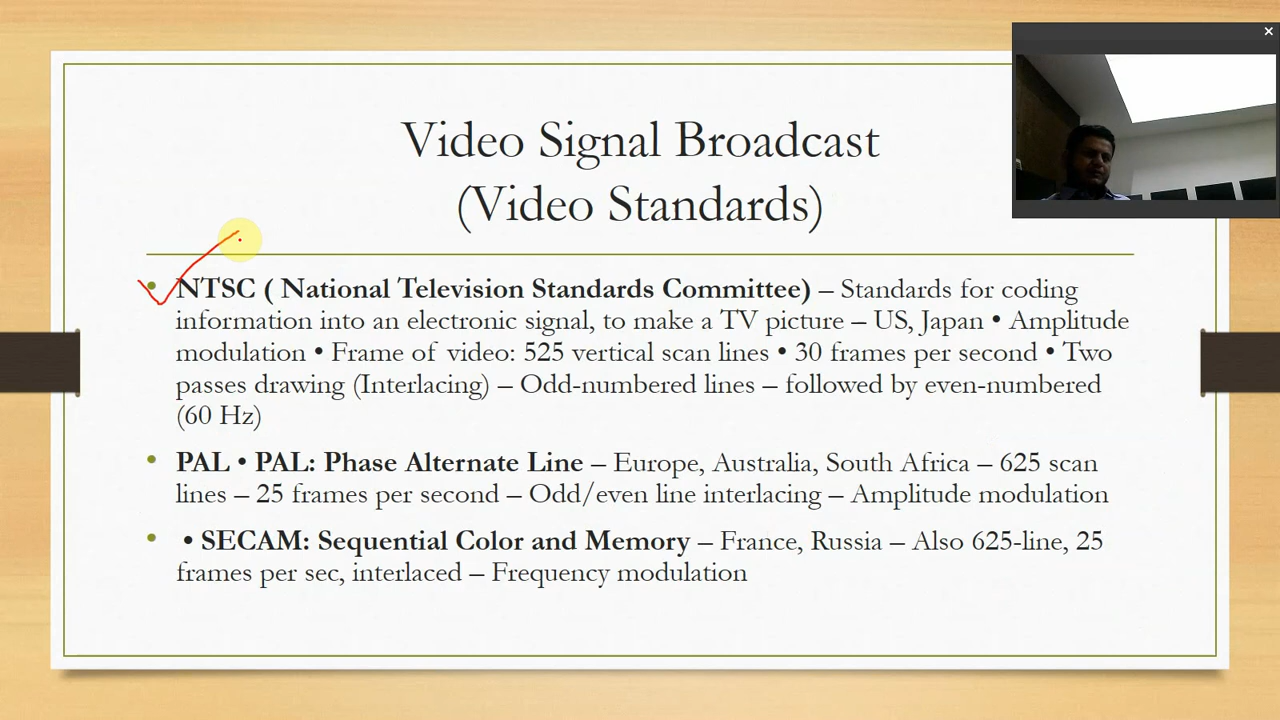 Video Signal Broadcast
(Video Standards)
• NTSC ( National Television Standards Committee) – Standards for coding
information into an electronic signal, to make a TV picture – US, Japan • Amplitude
modulation • Frame of video: 525 vertical scan lines • 30 frames per second • Two
passes drawing (Interlacing) – Odd-numbered lines – followed by even-numbered
(60 Hz)
• PAL • PAL: Phase Alternate Line – Europe, Australia, South Africa – 625 scan
lines – 25 frames per second – Odd/even line interlacing – Amplitude modulation
• • SECAM: Sequential Color and Memory – France, Russia – Also 625-line, 25
frames per sec, interlaced – Frequency modulation